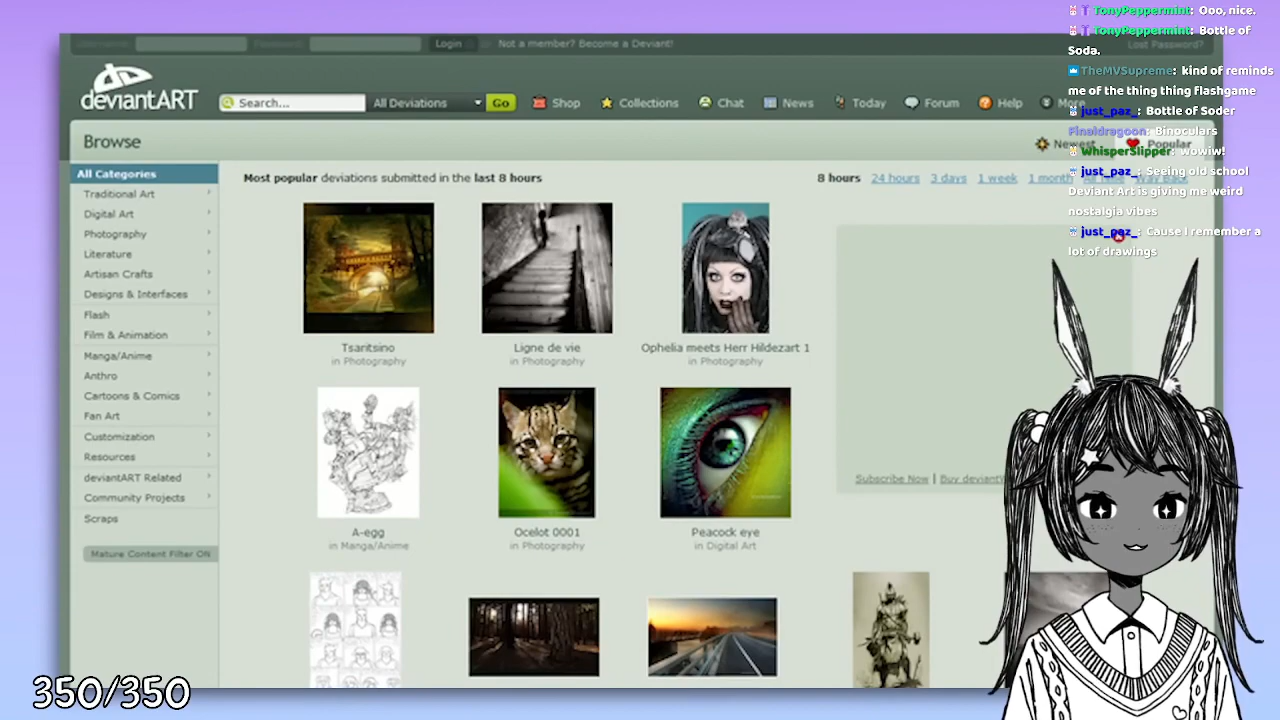 Login
Not a member? Become a Deviant!
Lost Password?
deviantART
Search...
All Deviations
Go
Shop
Collections
Chat
News
Today
Forum
Help
More
Browse
Newest
Popular
All Categories
Traditional Art
Digital Art
Photography
Literature
Artisan Crafts
Designs & Interfaces
Flash
Film & Animation
Manga/Anime
Anthro
Cartoons & Comics
Fan Art
Customization
Resources
deviantART Related
Community Projects
Scraps
Mature Content Filter ON
Most popular deviations submitted in the last 8 hours
8 hours 24 hours 3 days 1 week 1 month
Tsaritsino
in Photography
Ligne de vie
in Photography
Ophelia meets Herr Hildezart 1
in Photography
A-egg
in Manga/Anime
Ocelot 0001
in Photography
Peacock eye
in Digital Art
Subscribe Now | Buy
TonyPeppermint: Ooo, nice.
TonyPeppermint: Bottle of
Soda.
TheMVSupreme: kind of reminds
me of the thing thing flashgame
just_paz_: Bottle of Soder
Finaldragoon: Binoculars
WhisperSlipper: wowiw!
just_paz_: Seeing old school
Deviant Art is giving me weird
nostalgia vibes
just_paz_: Cause I remember a
lot of drawings
350/350